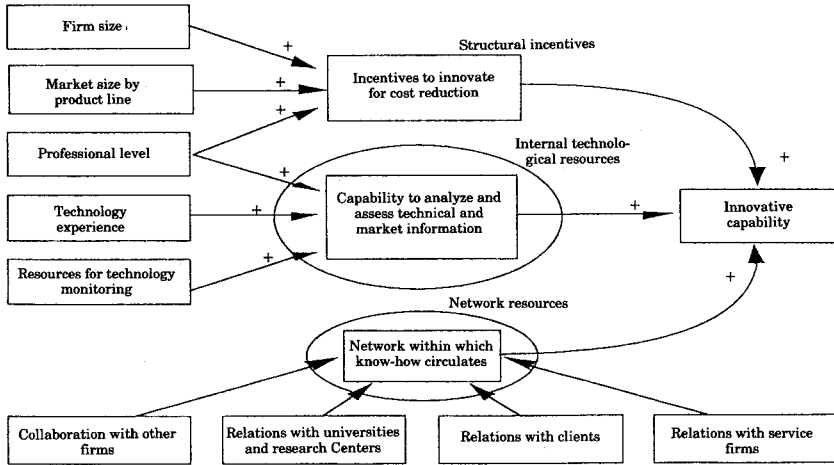 Firm size
+
Structural incentives
Market size by
product line
+
Incentives to innovate
for cost reduction
+
Professional level
+
Internal technolo-
gical resources
+
Technology
experience
+
Capability to analyze and
assess technical and
market information
+
Innovative
capability
Resources for technology
monitoring
+
+
Network resources
Network within which
know-how circulates
Collaboration with other
firms
Relations with universities
and research Centers
Relations with clients
Relations with service
firms